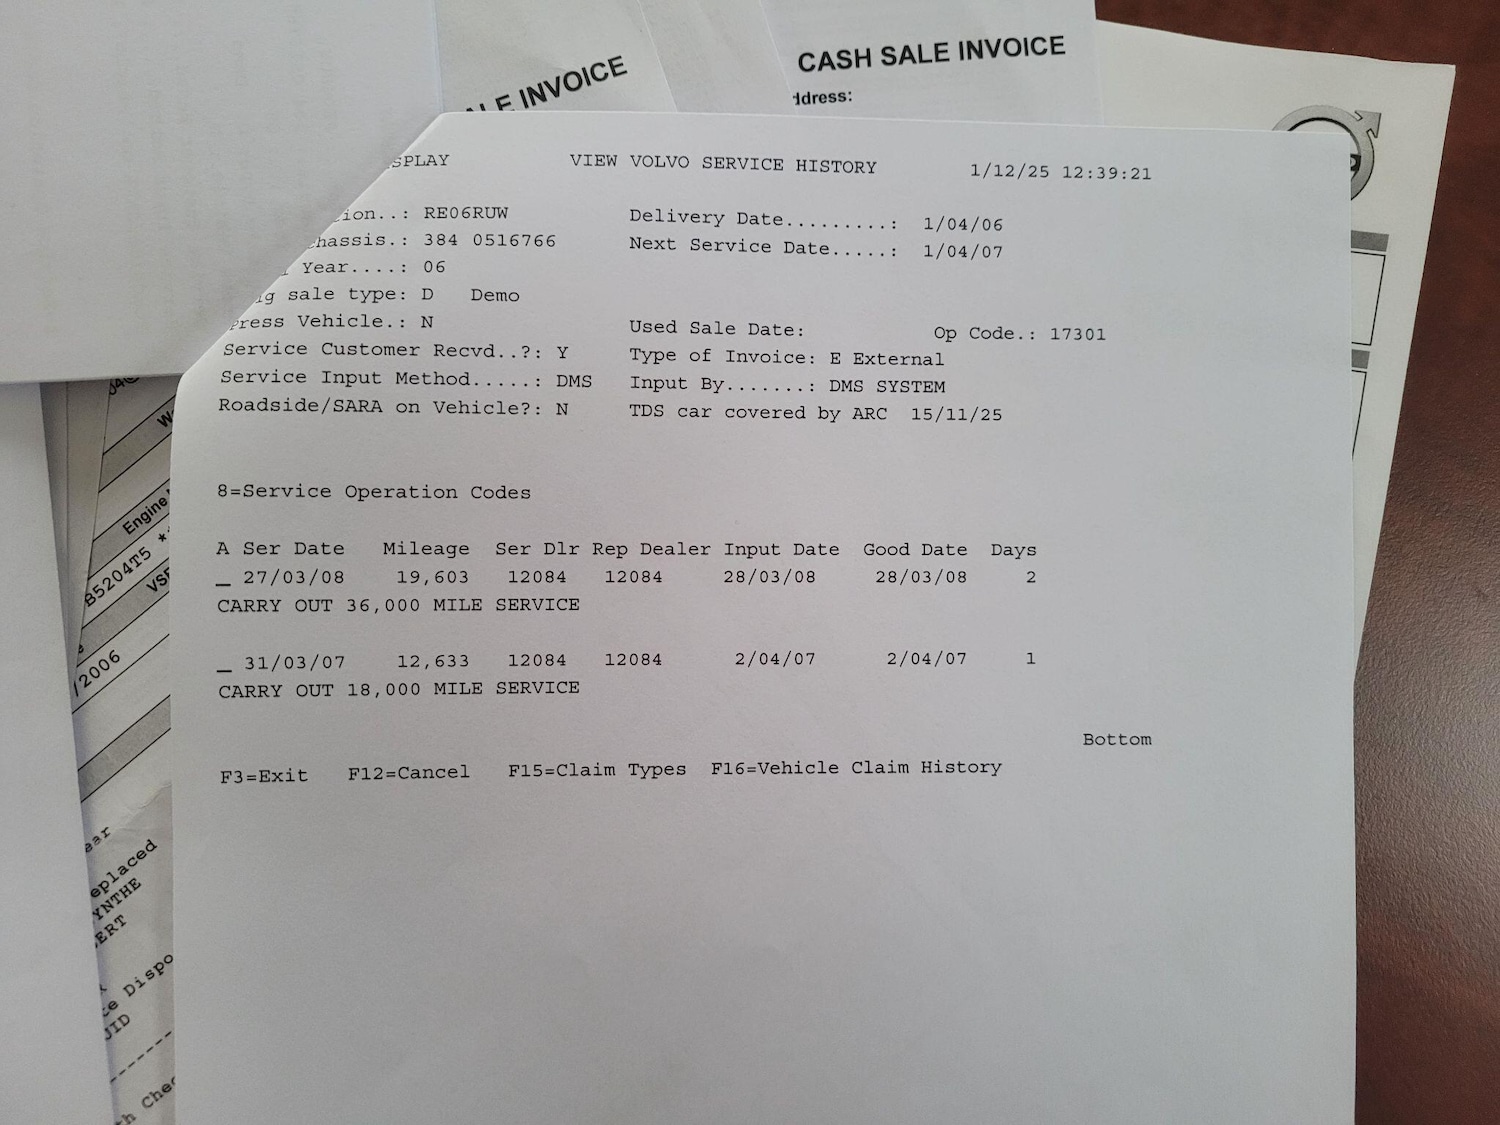 INVOICE
CASH SALE INVOICE
VIEW VOLVO SERVICE HISTORY 1/12/25 12:39:21
RE06RUW Delivery Date.........: 1/04/06
384 0516766 Next Service Date.....: 1/04/07
Year....: 06
sale type: D Demo
Vehicle.: N Used Sale Date: Op Code.: 17301
Service Customer Recvd..?: Y Type of Invoice: E External
Service Input Method.....: DMS Input By.......: DMS SYSTEM
Roadside/SARA on Vehicle?: N TDS car covered by ARC 15/11/25
8=Service Operation Codes
A Ser Date Mileage Ser Dlr Rep Dealer Input Date Good Date Days
_ 27/03/08 19,603 12084 12084 28/03/08 28/03/08 2
CARRY OUT 36,000 MILE SERVICE
_ 31/03/07 12,633 12084 12084 2/04/07 2/04/07 1
CARRY OUT 18,000 MILE SERVICE
Bottom
F3=Exit F12=Cancel F15=Claim Types F16=Vehicle Claim History
Engine
B5204T5
/2006